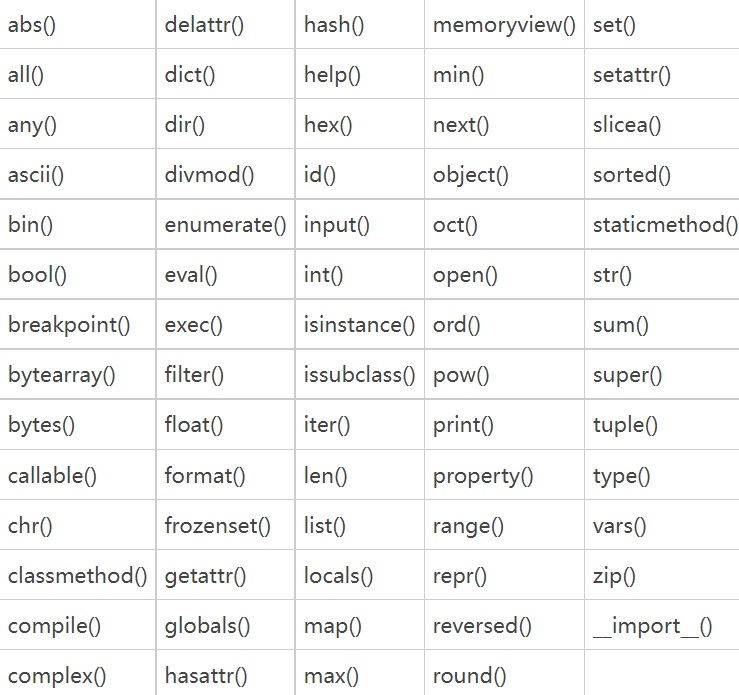 abs() delattr() hash() memoryview() set()
all() dict() help() min() setattr()
any() dir() hex() next() slicea()
ascii() divmod() id() object() sorted()
bin() enumerate() input() oct() staticmethod()
bool() eval() int() open() str()
breakpoint() exec() isinstance() ord() sum()
bytearray() filter() issubclass() pow() super()
bytes() float() iter() print() tuple()
callable() format() len() property() type()
chr() frozenset() list() range() vars()
classmethod() getattr() locals() repr() zip()
compile() globals() map() reversed() __import__()
complex() hasattr() max() round()